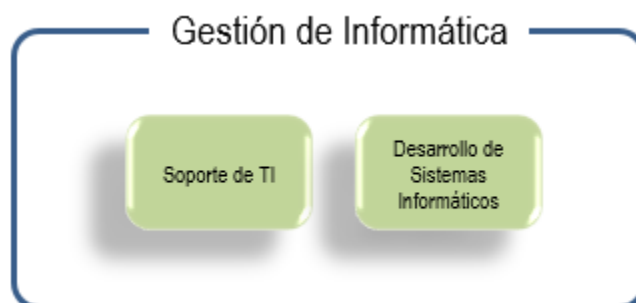 Gestión de Informática
Soporte de TI
Desarrollo de
Sistemas
Informáticos